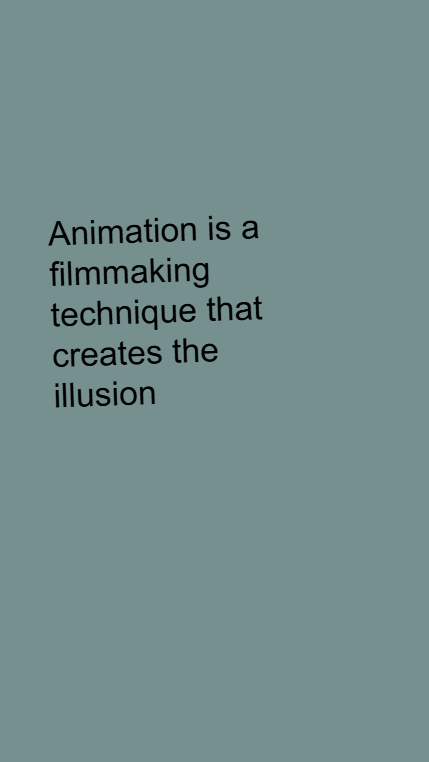 Animation is a
filmmaking
technique that
creates the
illusion